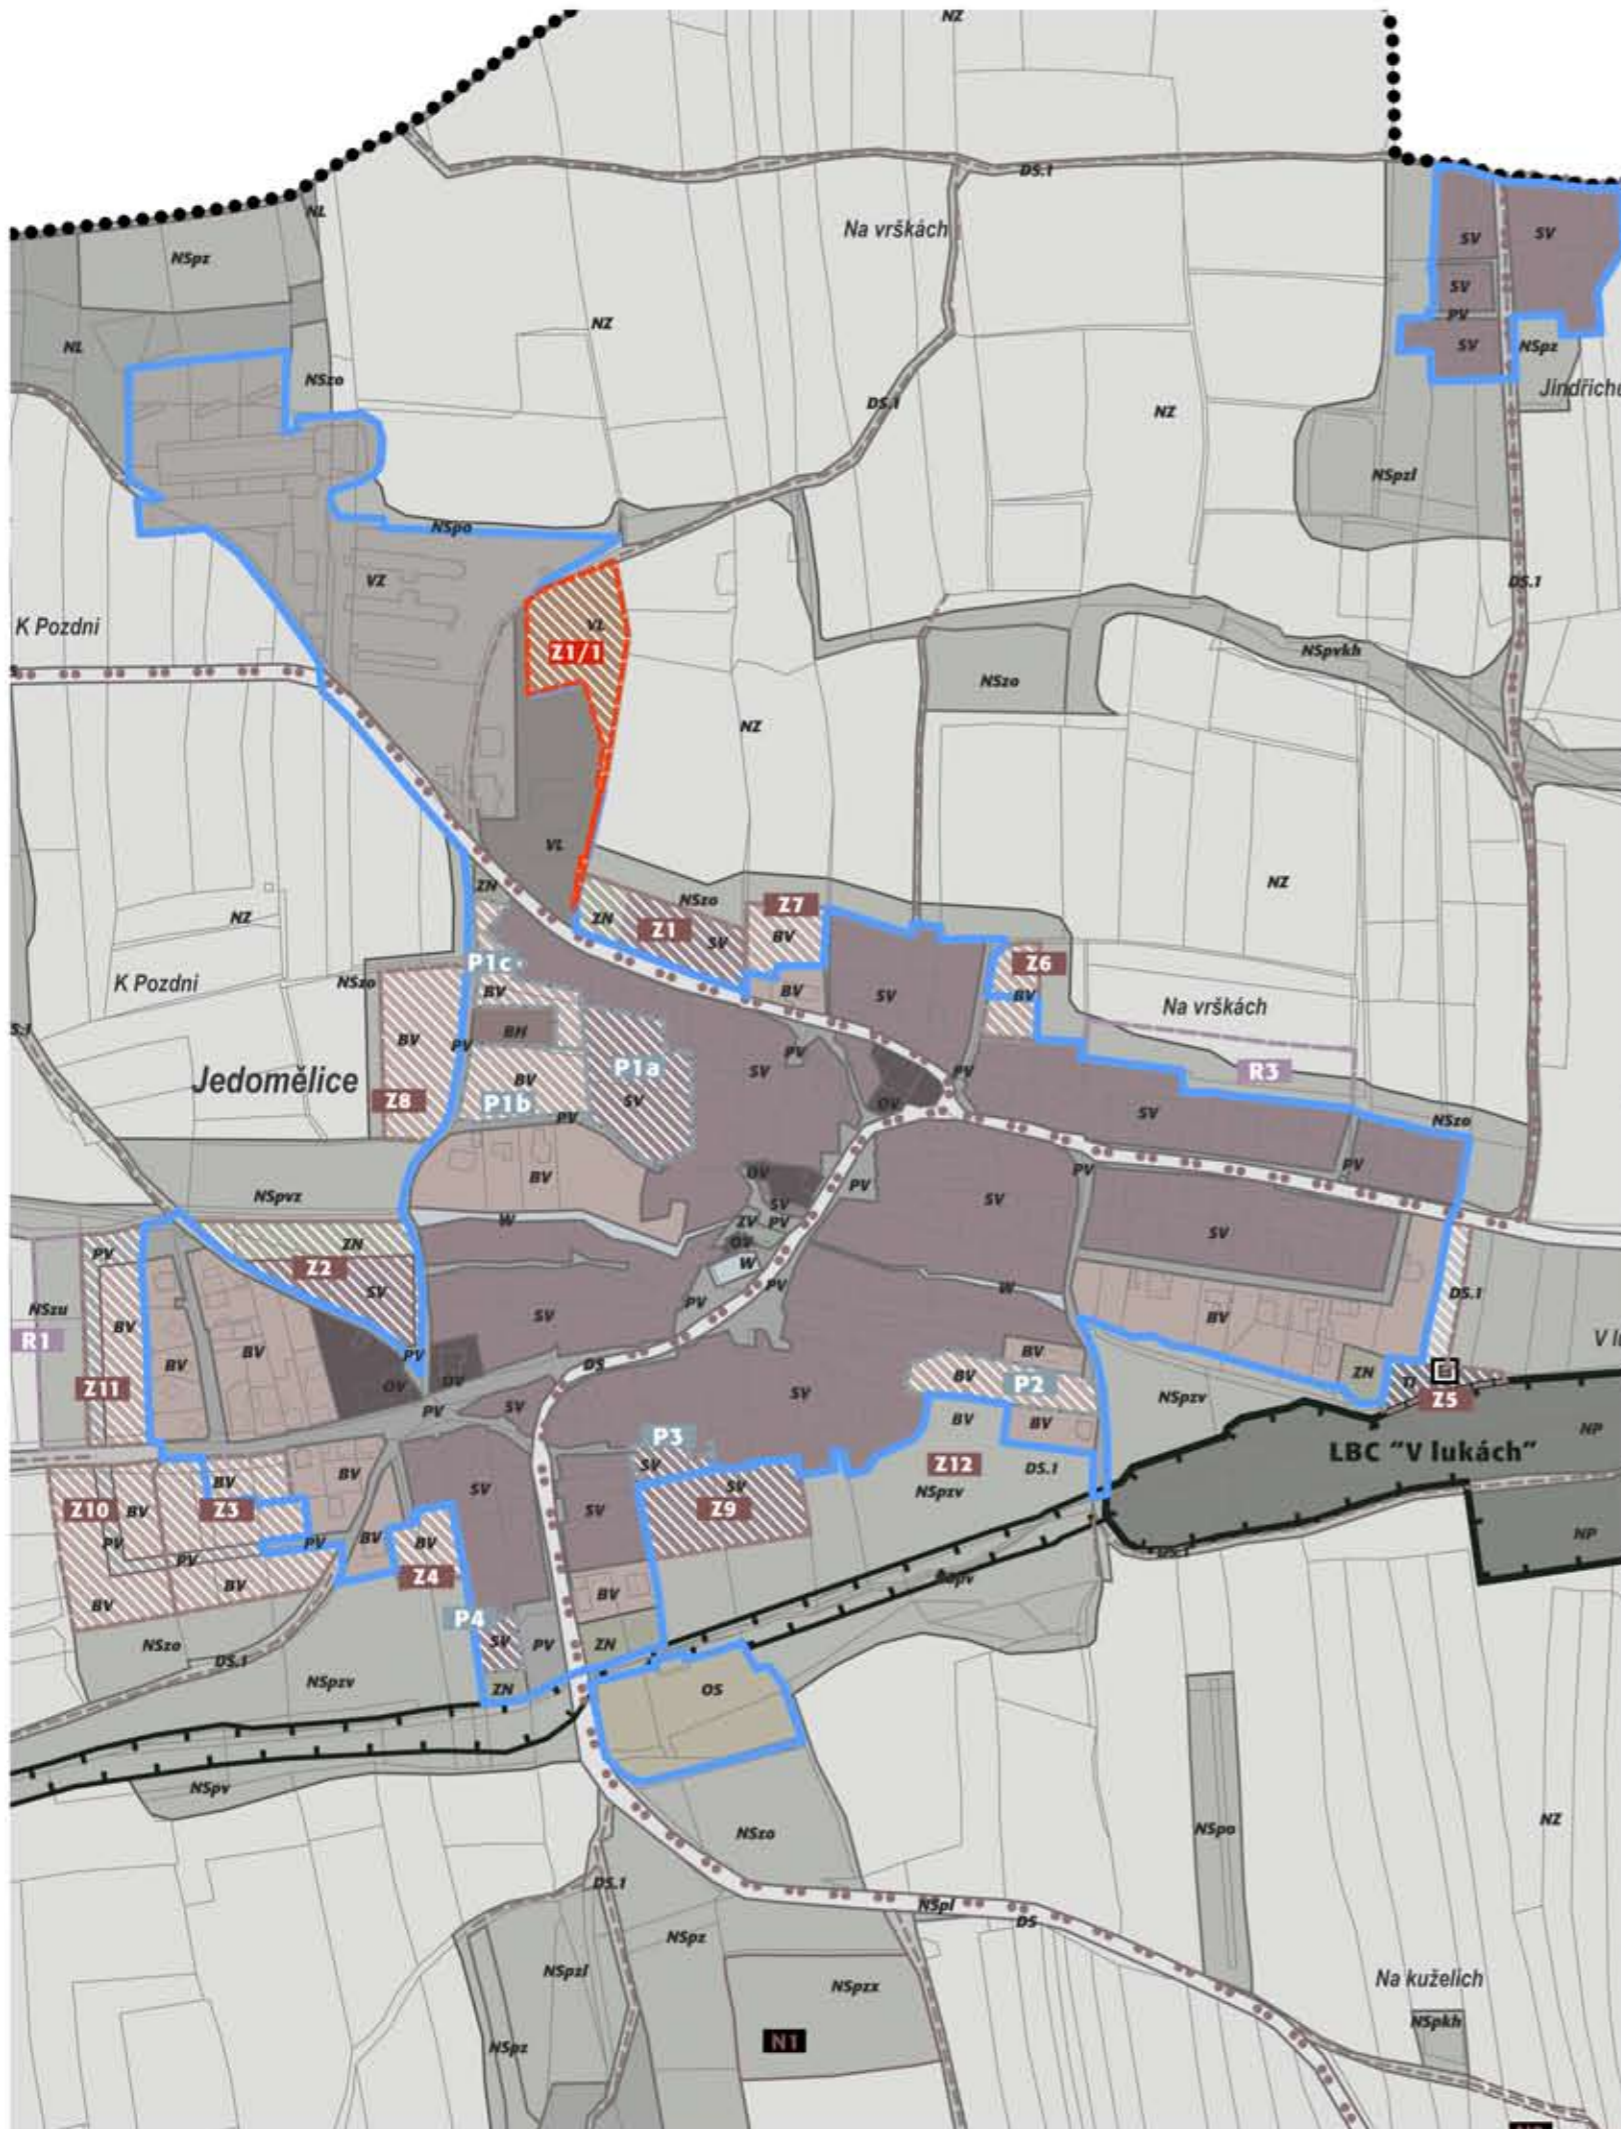 NZ
DS.1
NL
Na vrškách
NSpz
SV
SV
SV
PV
SV
NSpz
NZ
NL
NSzo
DS.1
NZ
NSpzl
NSpo
VZ
DS.1
K Pozdni
VL
Z1/1
NSpvkh
NSzo
NZ
VL
NZ
ZN
NSzo
Z7
ZN
Z1
SV
BV
NZ
P1c
Z6
K Pozdni
NSzo
BV
BV
SV
BV
Na vrškách
BV
PV
BH
PV
Jedomělice
P1a
SV
R3
BV
PV
Z8
P1b
SV
OV
SV
PV
NSzo
BV
OV
PV
PV
PV
NSpvz
SV
SV
W
ZV
PV
SV
PV
ZN
OV
Z2
W
PV
W
NSzu
SV
PV
DS.1
R1
BV
SV
BV
BV
BV
PV
DS
BV
Z11
OV
OV
SV
BV
P2
ZN
TI
Z5
PV
SV
BV
BV
NSpzv
P3
LBC "V lukách"
NP
BV
BV
SV
SV
SV
Z12
DS.1
Z10
BV
Z3
Z9
NSpzv
SV
PV
PV
PV
BV
BV
NP
DS.1
BV
BV
Z4
BV
P4
NSzo
SV
PV
ZN
DS.1
NSpzv
ZN
OS
NSpv
NSpo
NZ
NSzo
DS.1
NSpl
DS
NSpz
NSpzl
NSpzx
Na kuželích
NSpkh
N1
NSpz